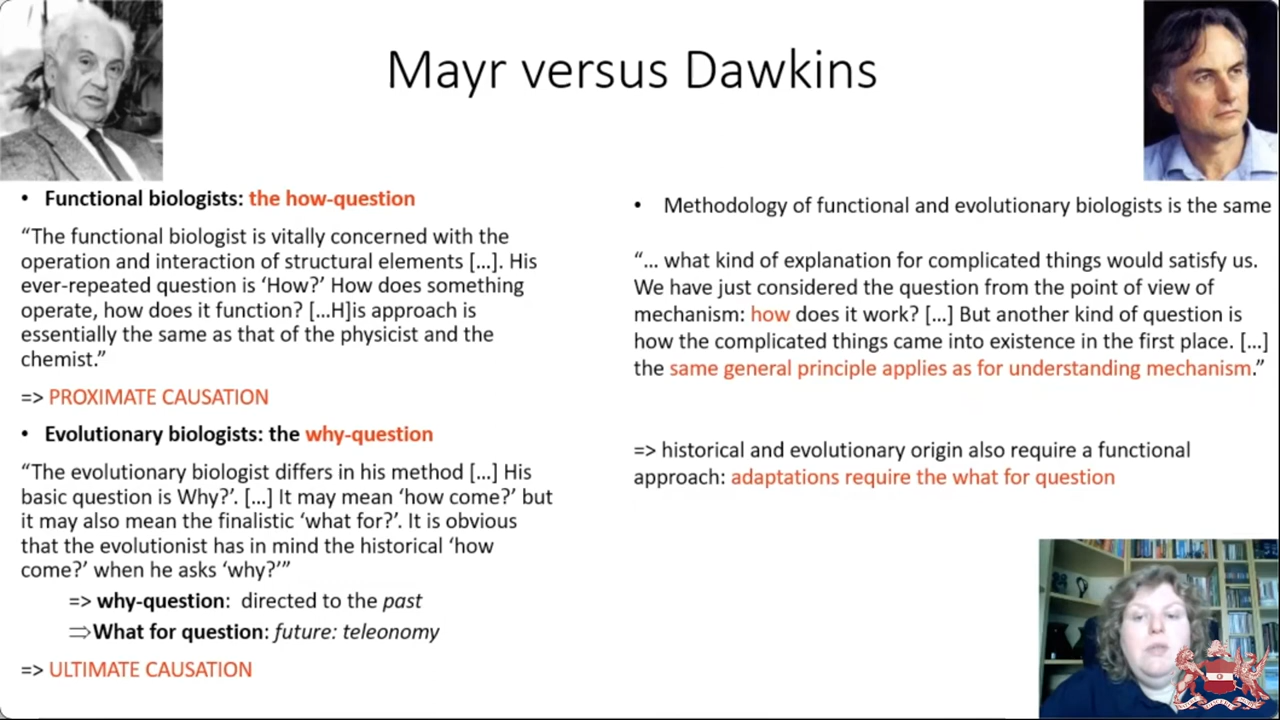 Mayr versus Dawkins
• Functional biologists: the how-question
“The functional biologist is vitally concerned with the
operation and interaction of structural elements [...]. His
ever-repeated question is ‘How?’ How does something
operate, how does it function? [...H]is approach is
essentially the same as that of the physicist and the
chemist.”
=> PROXIMATE CAUSATION
• Evolutionary biologists: the why-question
“The evolutionary biologist differs in his method [...] His
basic question is Why?’. [...] It may mean ‘how come?’ but
it may also mean the finalistic ‘what for?’. It is obvious
that the evolutionist has in mind the historical ‘how
come?’ when he asks ‘why?’”
=> why-question: directed to the past
⇒What for question: future: teleonomy
=> ULTIMATE CAUSATION
• Methodology of functional and evolutionary biologists is the same
“... what kind of explanation for complicated things would satisfy us.
We have just considered the question from the point of view of
mechanism: how does it work? [...] But another kind of question is
how the complicated things came into existence in the first place. [...]
the same general principle applies as for understanding mechanism.”
=> historical and evolutionary origin also require a functional
approach: adaptations require the what for question